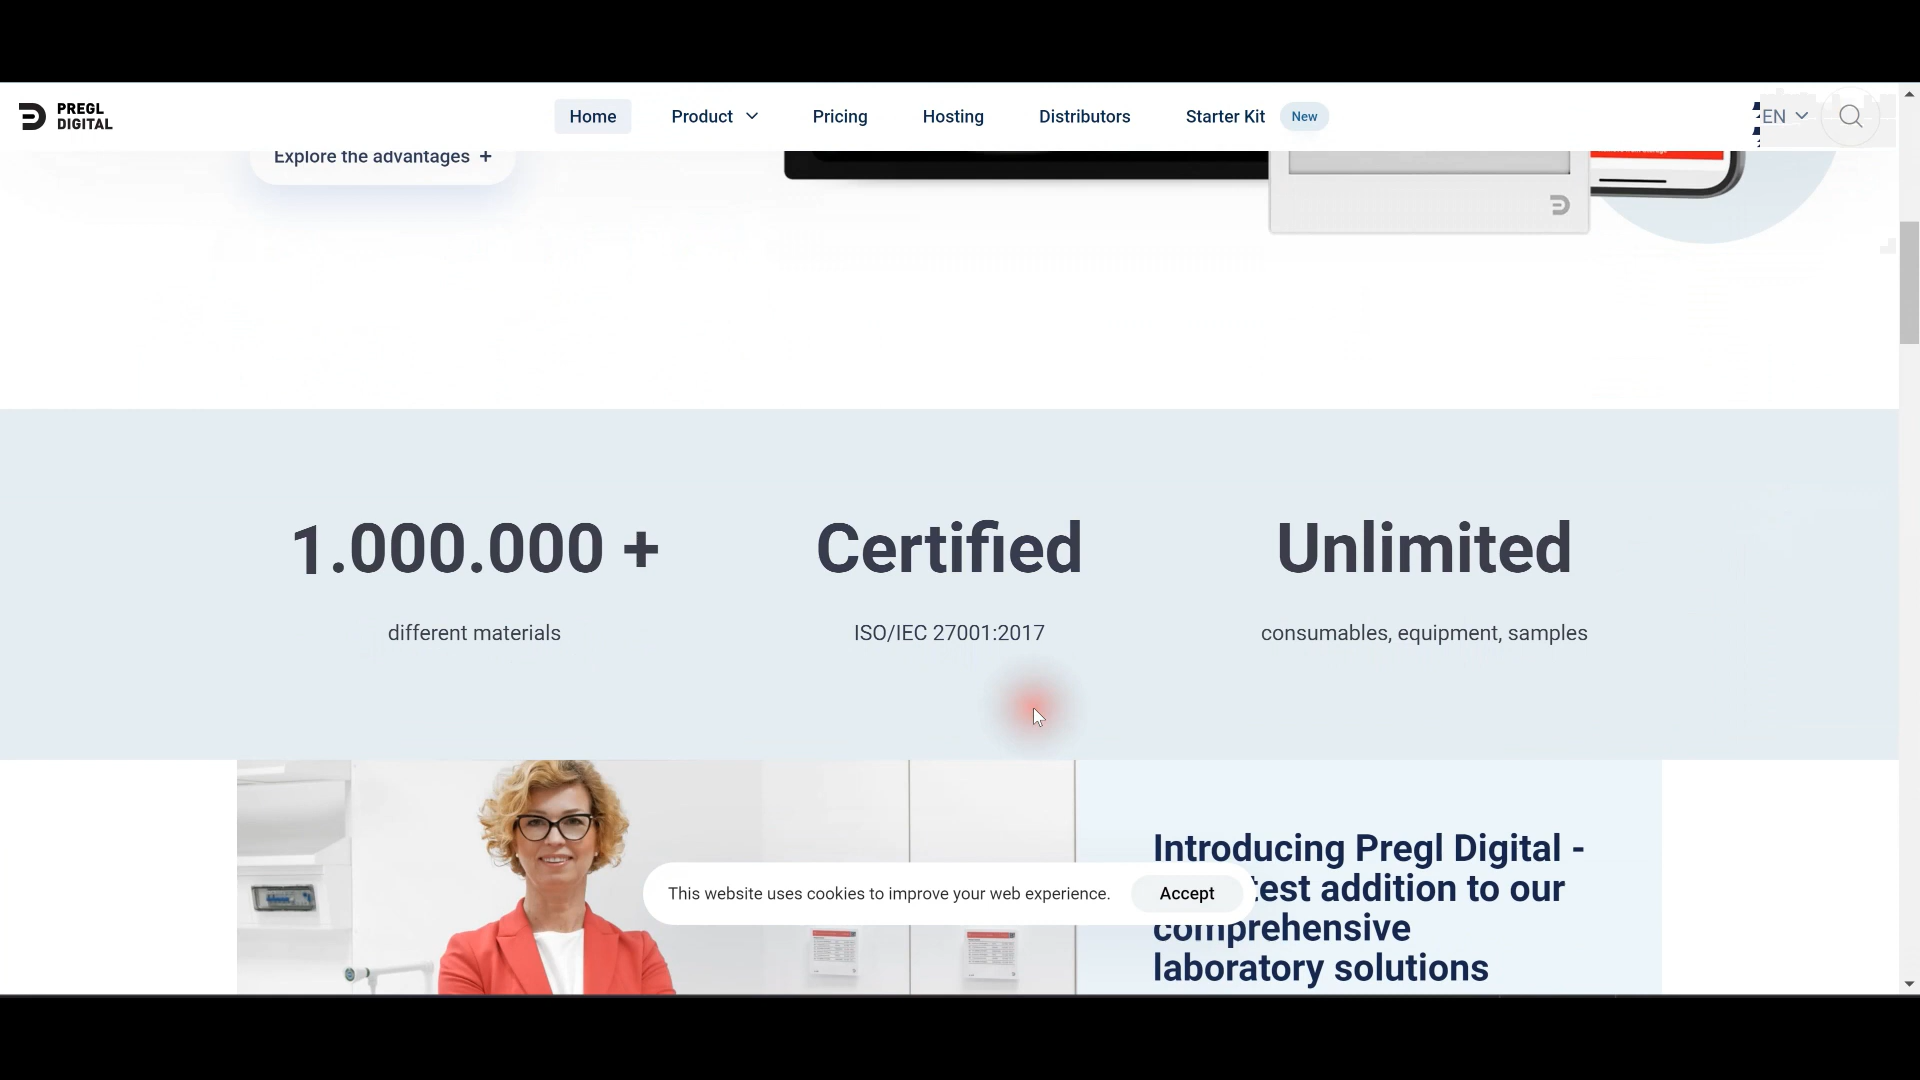 PREGL
DIGITAL
Home
Product
Pricing
Hosting
Distributors
Starter Kit
New
EN
Explore the advantages +
1.000.000 +
Certified
Unlimited
different materials
ISO/IEC 27001:2017
consumables, equipment, samples
Introducing Pregl Digital -
addition to our
comprehensive
laboratory solutions
This website uses cookies to improve your web experience.
Accept